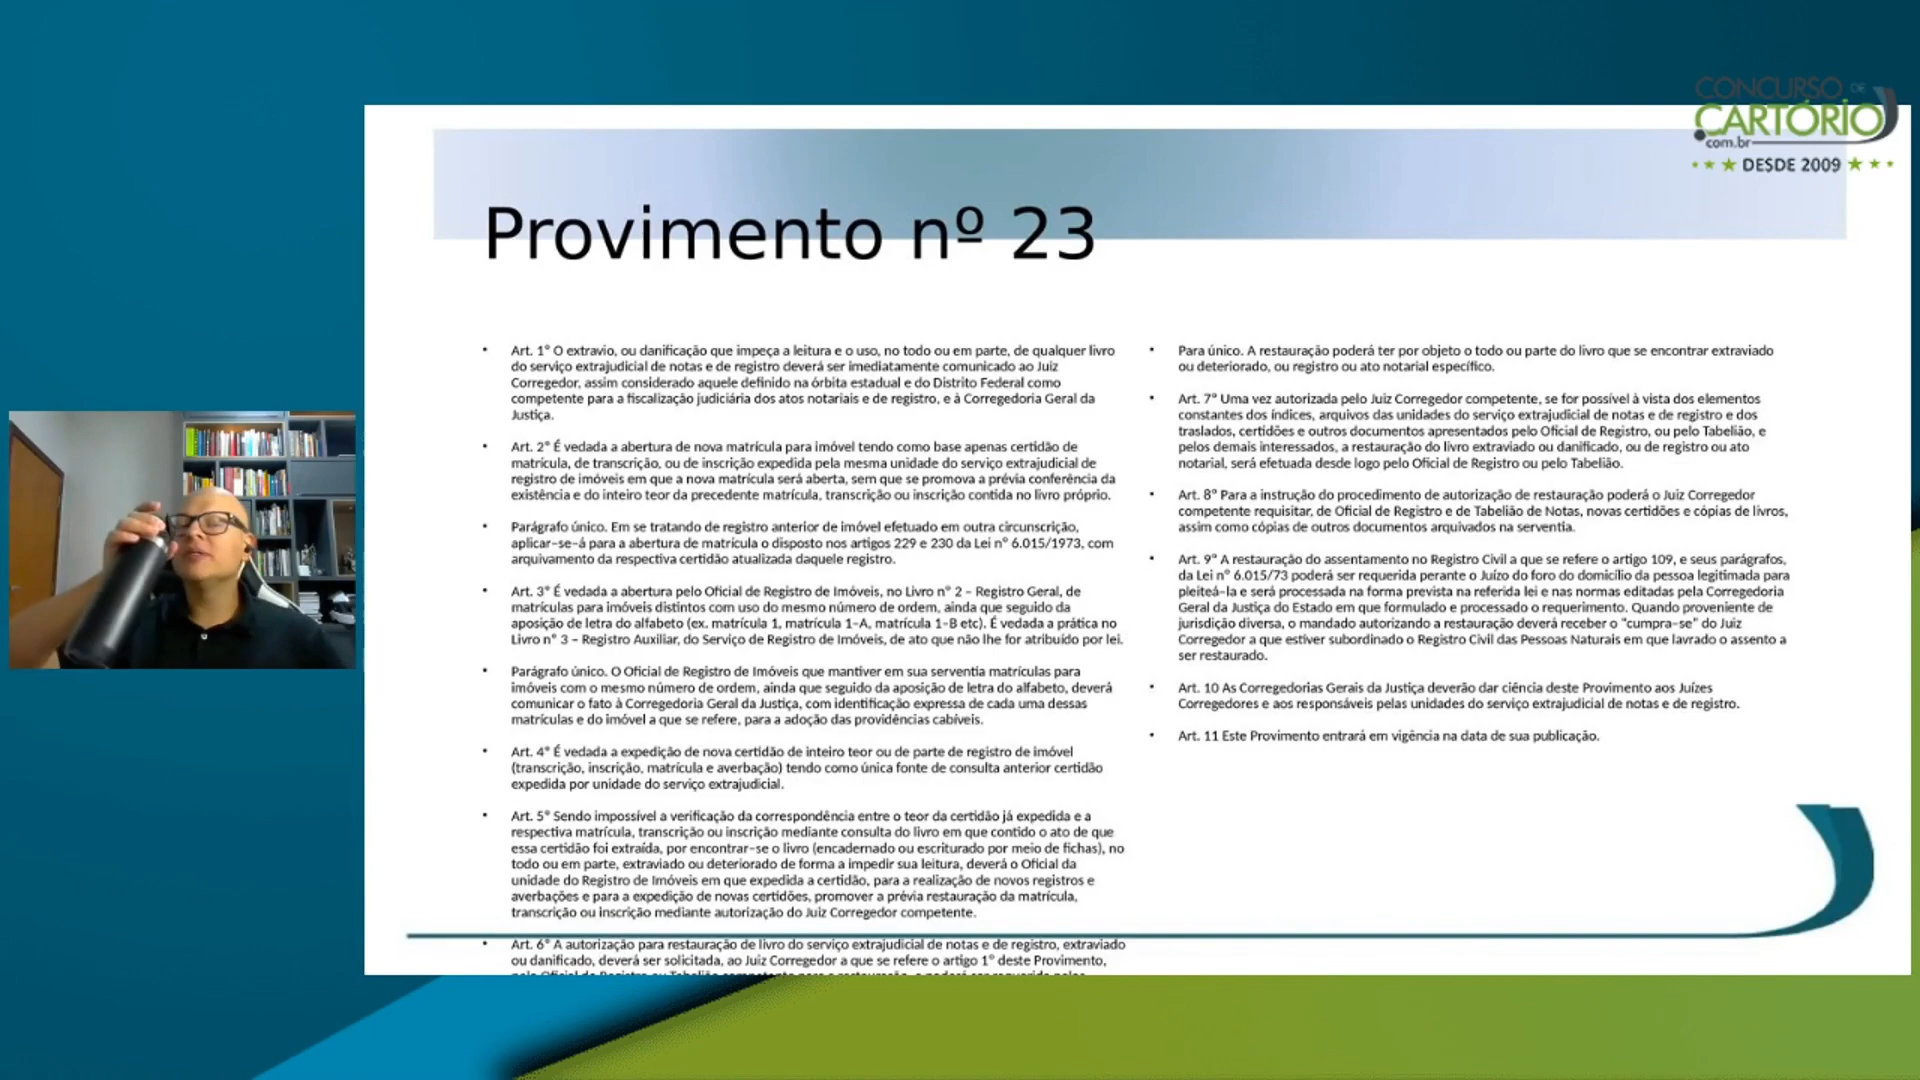 CONCURSO DE
CARTÓRIO
.com.br
DESDE 2009
Provimento nº 23
• Art. 1º O extravio, ou danificação que impeça a leitura e o uso, no todo ou em parte, de qualquer livro
do serviço extrajudicial de notas e de registro deverá ser imediatamente comunicado ao Juiz
Corregedor, assim considerado aquele definido na órbita estadual e do Distrito Federal como
competente para a fiscalização judiciária dos atos notariais e de registro, e à Corregedoria Geral da
Justiça.
• Art. 2º É vedada a abertura de nova matrícula para imóvel tendo como base apenas certidão de
matrícula, de transcrição, ou de inscrição expedida pela mesma unidade do serviço extrajudicial de
registro de imóveis em que a nova matrícula será aberta, sem que se promova a prévia conferência da
existência e do inteiro teor da precedente matrícula, transcrição ou inscrição contida no livro próprio.
• Parágrafo único. Em se tratando de registro anterior de imóvel efetuado em outra circunscrição,
aplicar–se–á para a abertura de matrícula o disposto nos artigos 229 e 230 da Lei nº 6.015/1973, com
arquivamento da respectiva certidão atualizada daquele registro.
• Art. 3º É vedada a abertura pelo Oficial de Registro de Imóveis, no Livro nº 2 – Registro Geral, de
matrículas para imóveis distintos com uso do mesmo número de ordem, ainda que seguido da
aposição de letra do alfabeto (ex. matrícula 1, matrícula 1–A, matrícula 1–B etc). É vedada a prática no
Livro nº 3 – Registro Auxiliar, do Serviço de Registro de Imóveis, de ato que não lhe for atribuído por lei.
• Parágrafo único. O Oficial de Registro de Imóveis que mantiver em sua serventia matrículas para
imóveis com o mesmo número de ordem, ainda que seguido da aposição de letra do alfabeto, deverá
comunicar o fato à Corregedoria Geral da Justiça, com identificação expressa de cada uma dessas
matrículas e do imóvel a que se refere, para a adoção das providências cabíveis.
• Art. 4º É vedada a expedição de nova certidão de inteiro teor ou de parte de registro de imóvel
(transcrição, inscrição, matrícula e averbação) tendo como única fonte de consulta anterior certidão
expedida por unidade do serviço extrajudicial.
• Art. 5º Sendo impossível a verificação da correspondência entre o teor da certidão já expedida e a
respectiva matrícula, transcrição ou inscrição mediante consulta do livro em que contido o ato de que
essa certidão foi extraída, por encontrar–se o livro (encadernado ou escriturado por meio de fichas), no
todo ou em parte, extraviado ou deteriorado de forma a impedir sua leitura, deverá o Oficial da
unidade do Registro de Imóveis em que expedida a certidão, para a realização de novos registros e
averbações e para a expedição de novas certidões, promover a prévia restauração da matrícula,
transcrição ou inscrição mediante autorização do Juiz Corregedor competente.
• Art. 6º A autorização para restauração de livro do serviço extrajudicial de notas e de registro, extraviado
ou danificado, deverá ser solicitada, ao Juiz Corregedor a que se refere o artigo 1º deste Provimento,
• Para único. A restauração poderá ter por objeto o todo ou parte do livro que se encontrar extraviado
ou deteriorado, ou registro ou ato notarial específico.
• Art. 7º Uma vez autorizada pelo Juiz Corregedor competente, se for possível à vista dos elementos
constantes dos índices, arquivos das unidades do serviço extrajudicial de notas e de registro e dos
traslados, certidões e outros documentos apresentados pelo Oficial de Registro, ou pelo Tabelião, e
pelos demais interessados, a restauração do livro extraviado ou danificado, ou de registro ou ato
notarial, será efetuada desde logo pelo Oficial de Registro ou pelo Tabelião.
• Art. 8º Para a instrução do procedimento de autorização de restauração poderá o Juiz Corregedor
competente requisitar, de Oficial de Registro e de Tabelião de Notas, novas certidões e cópias de livros,
assim como cópias de outros documentos arquivados na serventia.
• Art. 9º A restauração do assentamento no Registro Civil a que se refere o artigo 109, e seus parágrafos,
da Lei nº 6.015/73 poderá ser requerida perante o Juízo do foro do domicílio da pessoa legitimada para
pleiteá–la e será processada na forma prevista na referida lei e nas normas editadas pela Corregedoria
Geral da Justiça do Estado em que formulado e processado o requerimento. Quando proveniente de
jurisdição diversa, o mandado autorizando a restauração deverá receber o “cumpra–se” do Juiz
Corregedor a que estiver subordinado o Registro Civil das Pessoas Naturais em que lavrado o assento a
ser restaurado.
• Art. 10 As Corregedorias Gerais da Justiça deverão dar ciência deste Provimento aos Juízes
Corregedores e aos responsáveis pelas unidades do serviço extrajudicial de notas e de registro.
• Art. 11 Este Provimento entrará em vigência na data de sua publicação.